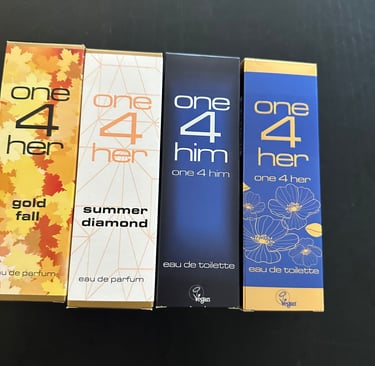 one
4
her
gold
fall
eau de parfum
one
4
her
summer
diamond
eau de parfum
one
4
him
one 4 him
eau de toilette
vegan
one
4
her
one 4 her
eau de toilette
vegan